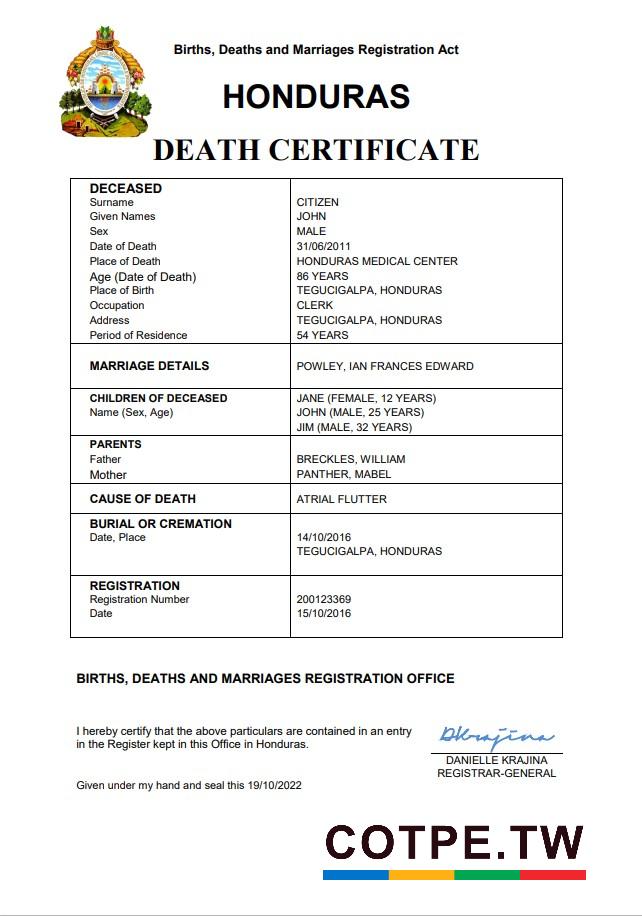 Births, Deaths and Marriages Registration Act
HONDURAS
DEATH CERTIFICATE
DECEASED
Surname CITIZEN
Given Names JOHN
Sex MALE
Date of Death 31/06/2011
Place of Death HONDURAS MEDICAL CENTER
Age (Date of Death) 86 YEARS
Place of Birth TEGUCIGALPA, HONDURAS
Occupation CLERK
Address TEGUCIGALPA, HONDURAS
Period of Residence 54 YEARS
MARRIAGE DETAILS POWLEY, IAN FRANCES EDWARD
CHILDREN OF DECEASED JANE (FEMALE, 12 YEARS)
Name (Sex, Age) JOHN (MALE, 25 YEARS)
JIM (MALE, 32 YEARS)
PARENTS
Father BRECKLES, WILLIAM
Mother PANTHER, MABEL
CAUSE OF DEATH ATRIAL FLUTTER
BURIAL OR CREMATION
Date, Place 14/10/2016
TEGUCIGALPA, HONDURAS
REGISTRATION
Registration Number 200123369
Date 15/10/2016
BIRTHS, DEATHS AND MARRIAGES REGISTRATION OFFICE
I hereby certify that the above particulars are contained in an entry
in the Register kept in this Office in Honduras.
DKrajina
DANIELLE KRAJINA
REGISTRAR-GENERAL
Given under my hand and seal this 19/10/2022
COTPE.TW